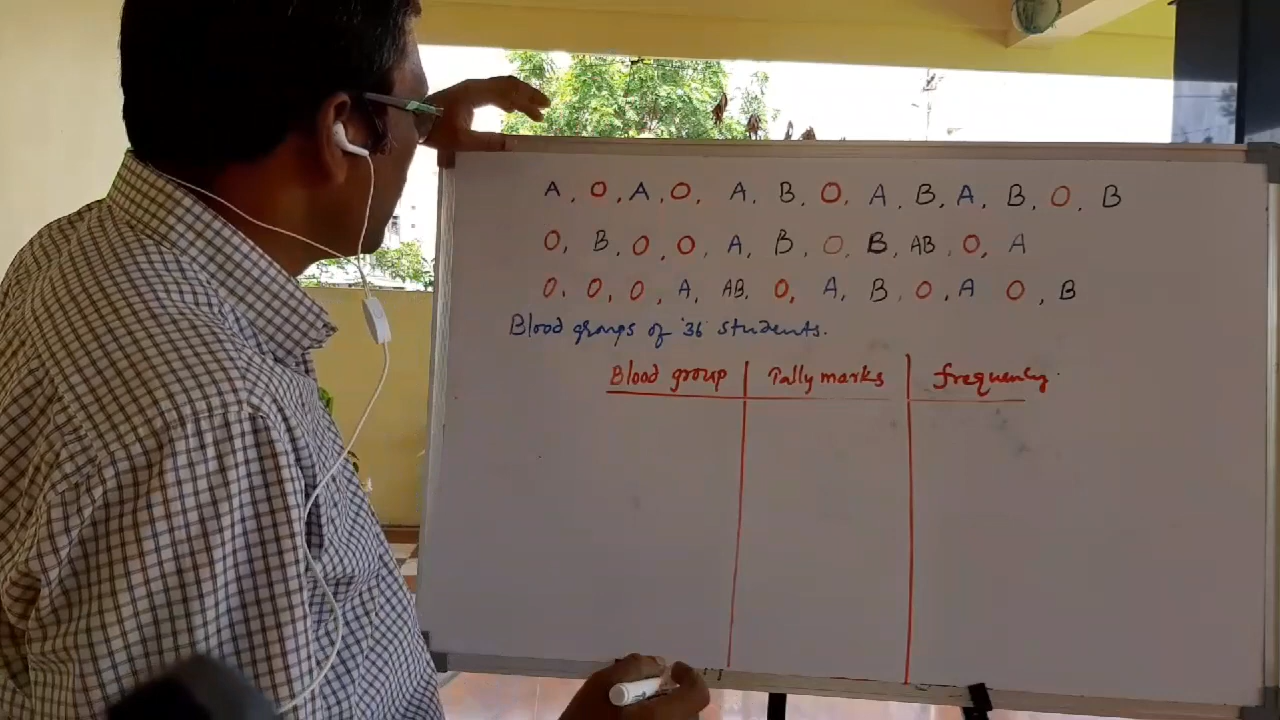 A, O, A, O, A, B, O, A, B, A, B, O, B
O, B, O, O, A, B, O, B, AB, O, A
O, O, O, A, AB, O, A, B, O, A O, B
Blood groups of '36' students.
Blood group Tally marks frequency